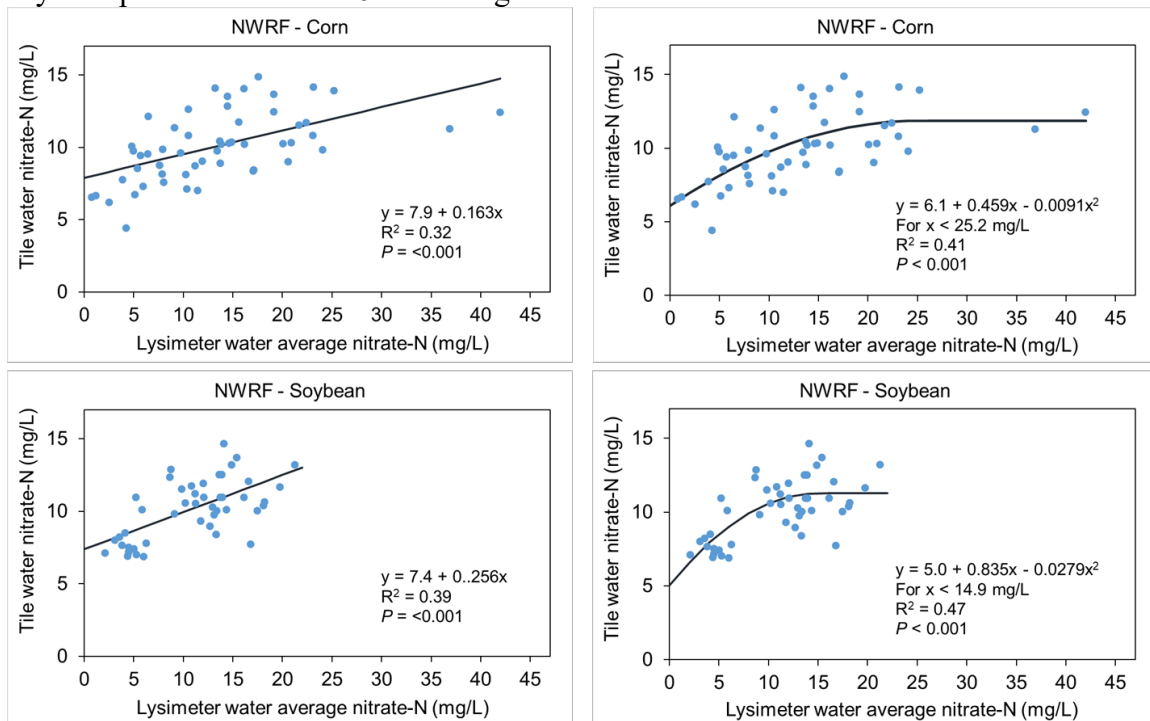 NWRF - Corn
Tile water nitrate-N (mg/L)
15
10
5
0
y = 7.9 + 0.163x
R² = 0.32
P = <0.001
0 5 10 15 20 25 30 35 40 45
Lysimeter water average nitrate-N (mg/L)
NWRF - Corn
Tile water nitrate-N (mg/L)
15
10
5
0
y = 6.1 + 0.459x - 0.0091x²
For x < 25.2 mg/L
R² = 0.41
P < 0.001
0 5 10 15 20 25 30 35 40 45
Lysimeter water average nitrate-N (mg/L)
NWRF - Soybean
Tile water nitrate-N (mg/L)
15
10
5
0
y = 7.4 + 0..256x
R² = 0.39
P = <0.001
0 5 10 15 20 25 30 35 40 45
Lysimeter water average nitrate-N (mg/L)
NWRF - Soybean
Tile water nitrate-N (mg/L)
15
10
5
0
y = 5.0 + 0.835x - 0.0279x²
For x < 14.9 mg/L
R² = 0.47
P < 0.001
0 5 10 15 20 25 30 35 40 45
Lysimeter water average nitrate-N (mg/L)